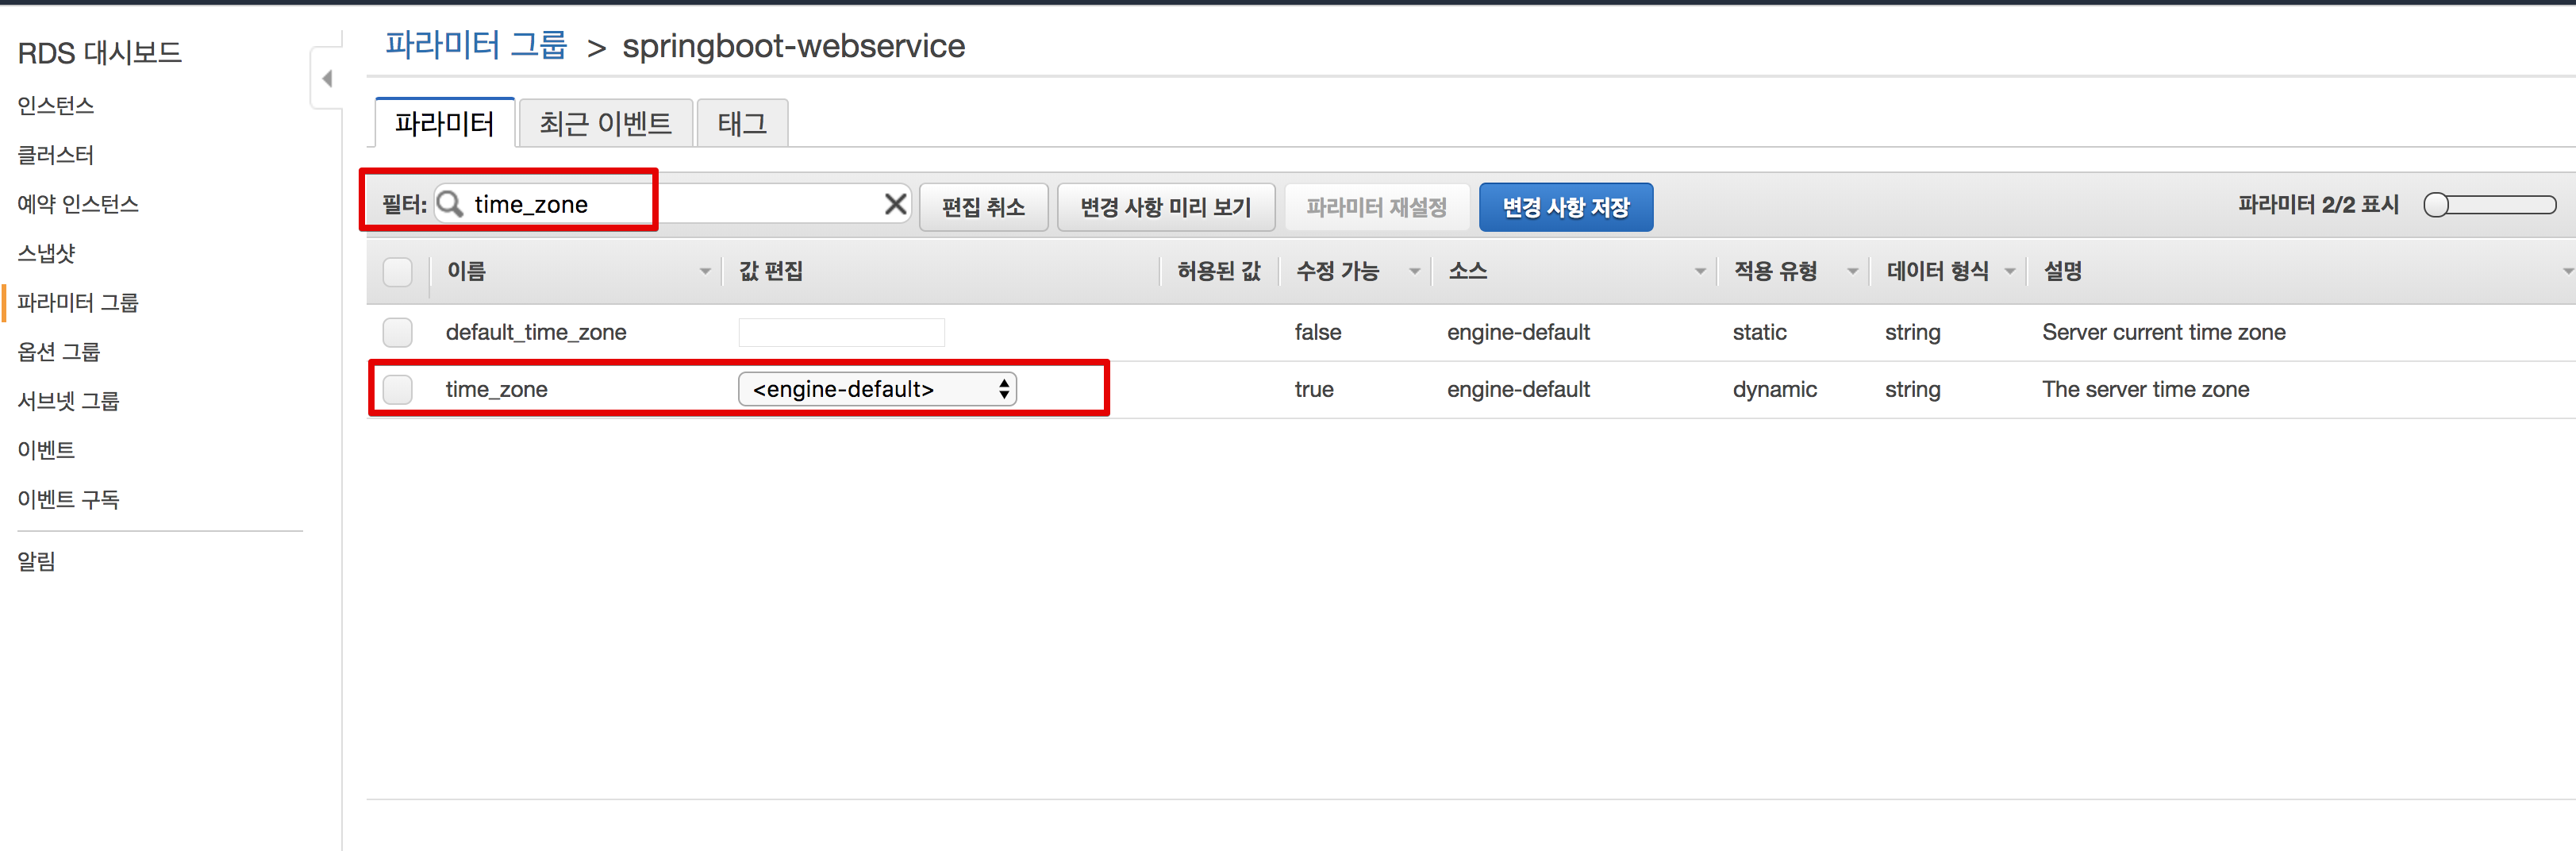 RDS 대시보드
인스턴스
클러스터
예약 인스턴스
스냅샷
파라미터 그룹
옵션 그룹
서브넷 그룹
이벤트
이벤트 구독
알림
파라미터 그룹 > springboot-webservice
파라미터 최근 이벤트 태그
필터: time_zone 편집 취소 변경 사항 미리 보기 파라미터 재설정 변경 사항 저장 파라미터 2/2 표시
이름 값 편집 허용된 값 수정 가능 소스 적용 유형 데이터 형식 설명
default_time_zone false engine-default static string Server current time zone
time_zone <engine-default> true engine-default dynamic string The server time zone